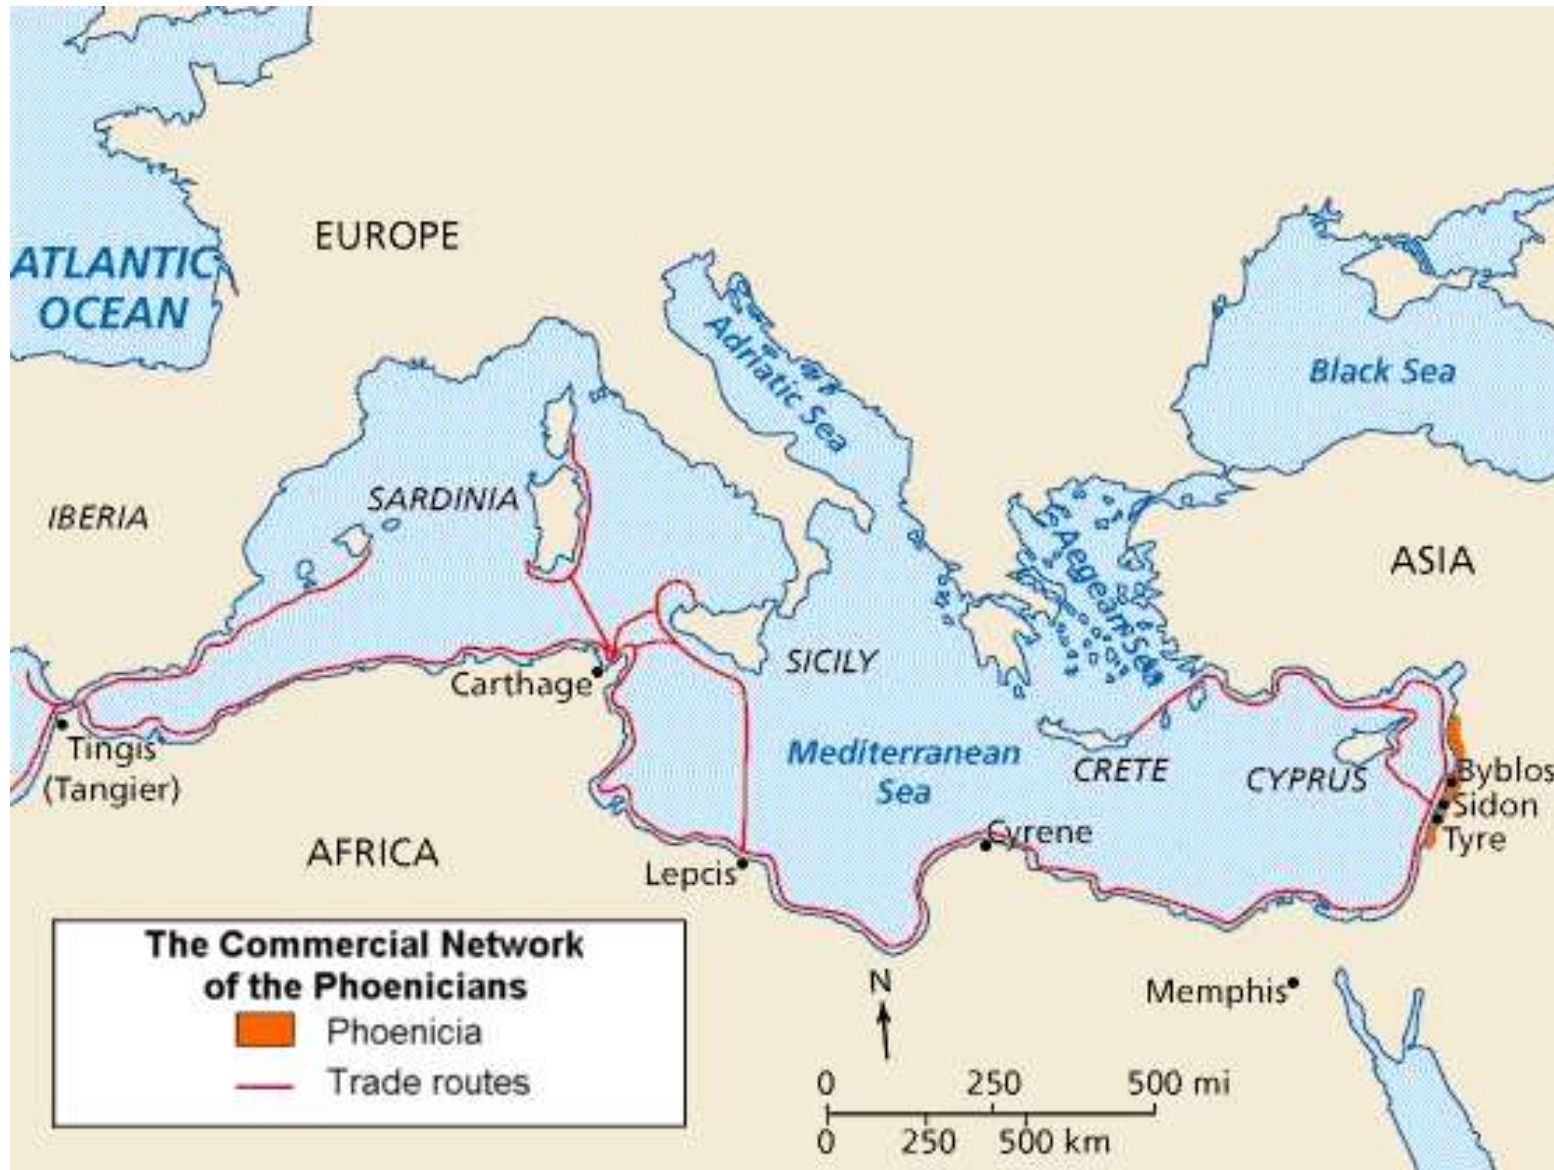 EUROPE
ATLANTIC
OCEAN
Adriatic Sea
Black Sea
IBERIA
SARDINIA
Aegean Sea
ASIA
SICILY
Carthage
Tingis
(Tangier)
Mediterranean
Sea
CRETE
CYPRUS
Byblos
Sidon
Tyre
Cyrene
AFRICA
Lepcis
Memphis
The Commercial Network
of the Phoenicians
Phoenicia
Trade routes
N
0 250 500 mi
0 250 500 km